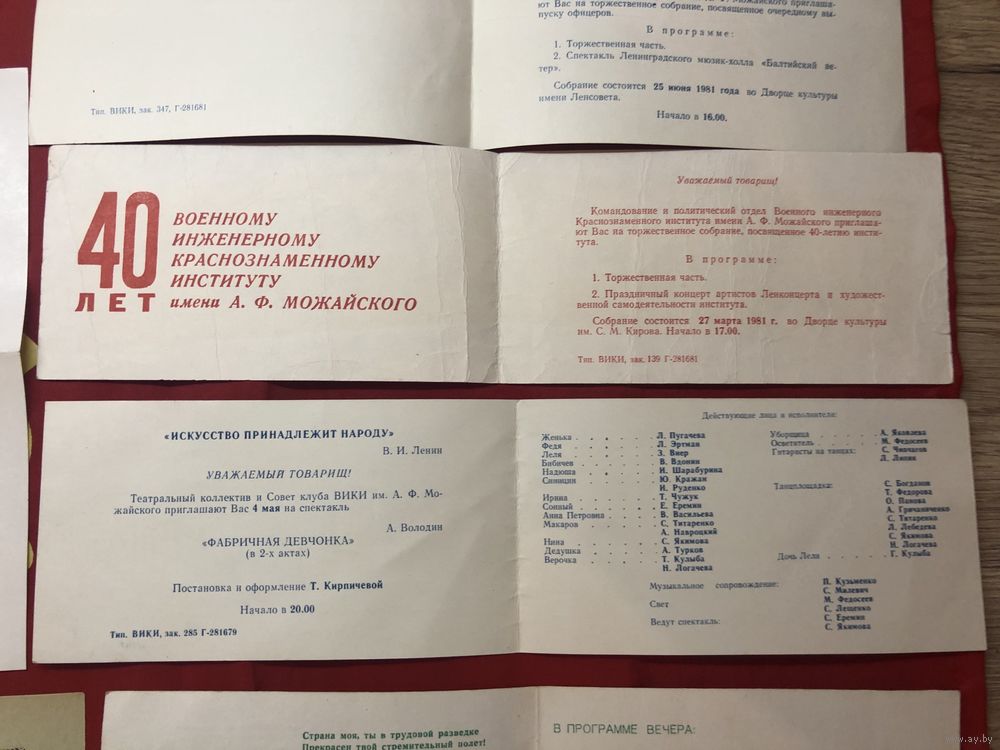 ют Вас на торжественное собрание, посвященное очередному вы-
пуску офицеров.
В программе:
1. Торжественная часть.
2. Спектакль Ленинградского мюзик-холла «Балтийский ве-
тер».
Собрание состоится 25 июня 1981 года во Дворце культуры
имени Ленсовета.
Начало в 16.00.
Тип. ВИКИ, зак. 347, Г-281681
40
ЛЕТ
ВОЕННОМУ
ИНЖЕНЕРНОМУ
КРАСНОЗНАМЕННОМУ
ИНСТИТУТУ
имени А. Ф. МОЖАЙСКОГО
Уважаемый товарищ!
Командование и политический отдел Военного инженерного
Краснознаменного института имени А. Ф. Можайского приглаша-
ют Вас на торжественное собрание, посвященное 40-летию инсти-
тута.
В программе:
1. Торжественная часть.
2. Праздничный концерт артистов Ленконцерта и художест-
венной самодеятельности института.
Собрание состоится 27 марта 1981 г. во Дворце культуры
им. С. М. Кирова. Начало в 17.00.
Тип. ВИКИ, зак. 139 Г-281681
«ИСКУССТВО ПРИНАДЛЕЖИТ НАРОДУ»
В. И. Ленин
УВАЖАЕМЫЙ ТОВАРИЩ!
Театральный коллектив и Совет клуба ВИКИ им. А. Ф. Мо-
жайского приглашают Вас 4 мая на спектакль
А. Володин
«ФАБРИЧНАЯ ДЕВЧОНКА»
(в 2-х актах)
Постановка и оформление Т. Кирпичевой
Начало в 20.00
Тип. ВИКИ, зак. 285 Г-281679
Действующие лица и исполнители:
Женька . . . . . . Л. Пугачева
Федя . . . . . . Л. Эртман
Леля . . . . . . З. Виер
Бибичев . . . . . . В. Вдонин
Надюша . . . . . . И. Шарабурина
Синицин . . . . . . Ю. Кражан
И. Руденко
Ирина . . . . . . Т. Чужук
Сонный . . . . . . Е. Еремин
Анна Петровна . . . . В. Васильева
Макаров . . . . . . С. Титаренко
А. Навроцкий
Нина . . . . . . С. Якимова
Дедушка . . . . . . А. Турков
Верочка . . . . . . Т. Кулыба
Н. Логачева
Уборщица . . . . . А. Яковлева
Осветитель . . . . . М. Федосеев
Гитаристы на танцах: С. Чимчагов
Л. Липик
Танцплощадка: С. Богданов
Т. Федорова
О. Панова
А. Гричаниченко
С. Титаренко
Л. Лебедева
С. Якимова
Н. Логачева
Дочь Лели . . . . . Г. Кулыба
Музыкальное сопровождение: П. Кузьменко
С. Милевич
Свет М. Федосеев
С. Лещенко
Ведут спектакль: С. Еремин
С. Якимова
Страна моя, ты в трудовой разведке
Прекрасен твой стремительный полет!
В ПРОГРАММЕ ВЕЧЕРА:
www.ay.by